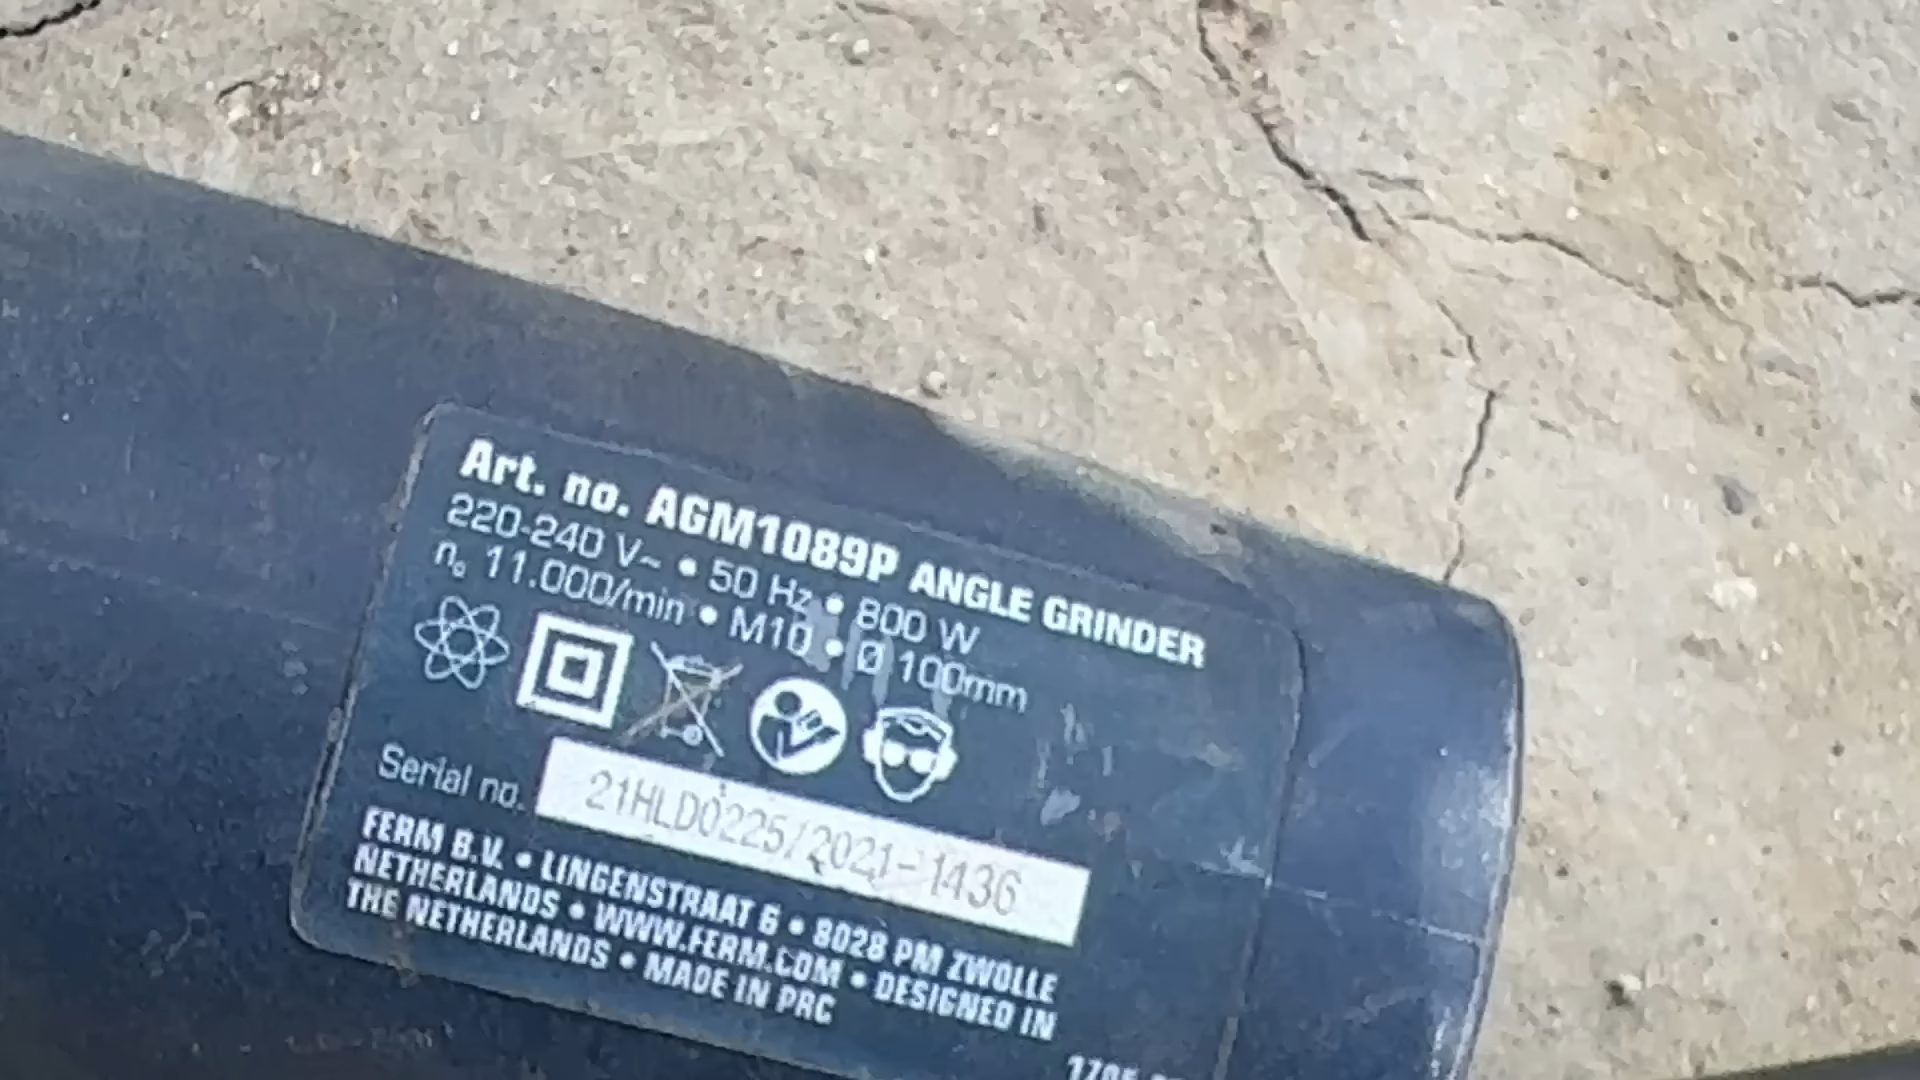 Art. no. AGM1089P ANGLE GRINDER
220-240 V~ • 50 Hz • 800 W
n₀ 11.000/min • M10 • Ø 100mm
Serial no. 21HLD0225/2021-1436
FERM B.V. • LINGENSTRAAT 6 • 8028 PM ZWOLLE
NETHERLANDS • WWW.FERM.COM • DESIGNED IN
THE NETHERLANDS • MADE IN PRC